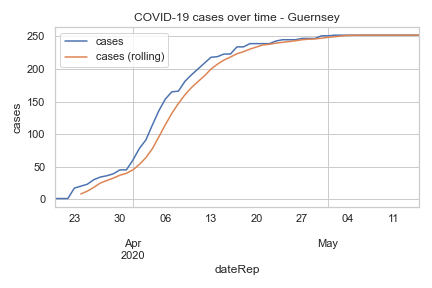 COVID-19 cases over time - Guernsey
cases
cases (rolling)
cases
250
200
150
100
50
0
23 30 06 13 20 27 04 11
Apr May
2020
dateRep